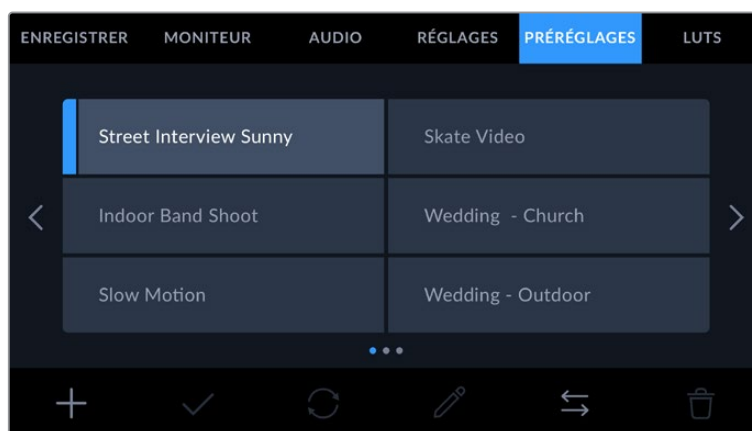 ENREGISTRER MONITEUR AUDIO RÉGLAGES PRÉRÉGLAGES LUTS
Street Interview Sunny Skate Video
Indoor Band Shoot Wedding - Church
Slow Motion Wedding - Outdoor